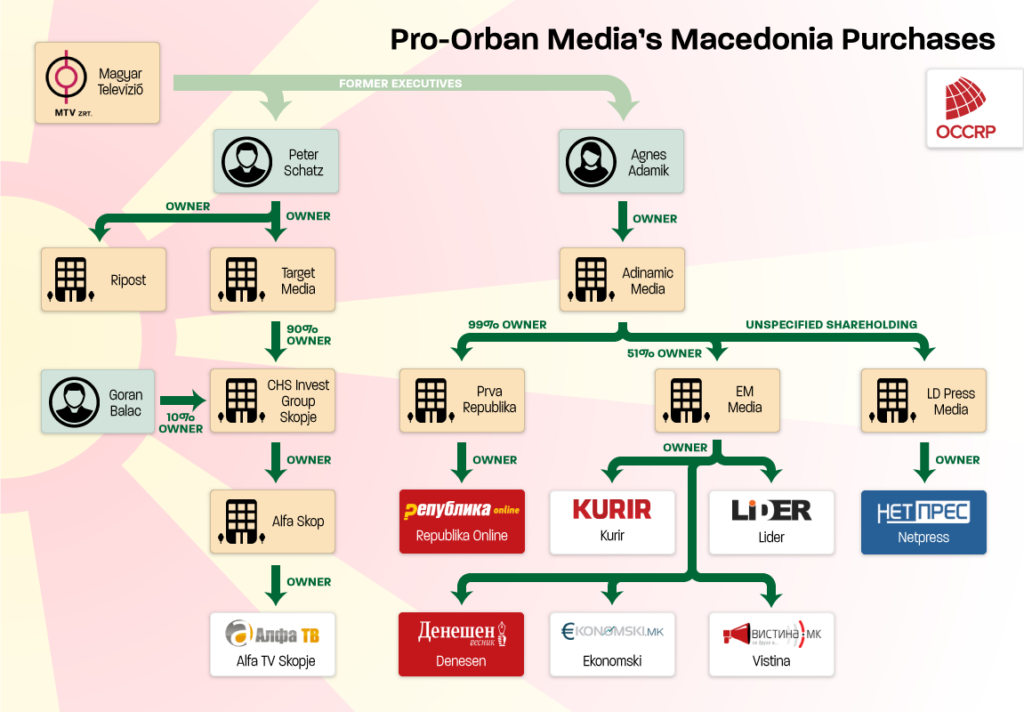 Pro-Orban Media's Macedonia Purchases
Magyar
Televízió
MTV ZRT.
FORMER EXECUTIVES
OCCRP
Peter
Schatz
Agnes
Adamik
OWNER
OWNER
OWNER
Ripost
Target
Media
Adinamic
Media
90%
OWNER
99% OWNER
51% OWNER
UNSPECIFIED SHAREHOLDING
Goran
Balac
10%
OWNER
CHS Invest
Group
Skopje
Prva
Republika
EM
Media
LD Press
Media
OWNER
OWNER
OWNER
OWNER
Alfa Skop
Република online
Republika Online
KURIR
Kurir
LiDER
Lider
НЕТ ПРЕС
Netpress
OWNER
Алфа ТВ
Alfa TV Skopje
Денешен
весник
Denesen
€KONOMSKI.MK
Ekonomski
ВИСТИНА.МК
Vistina